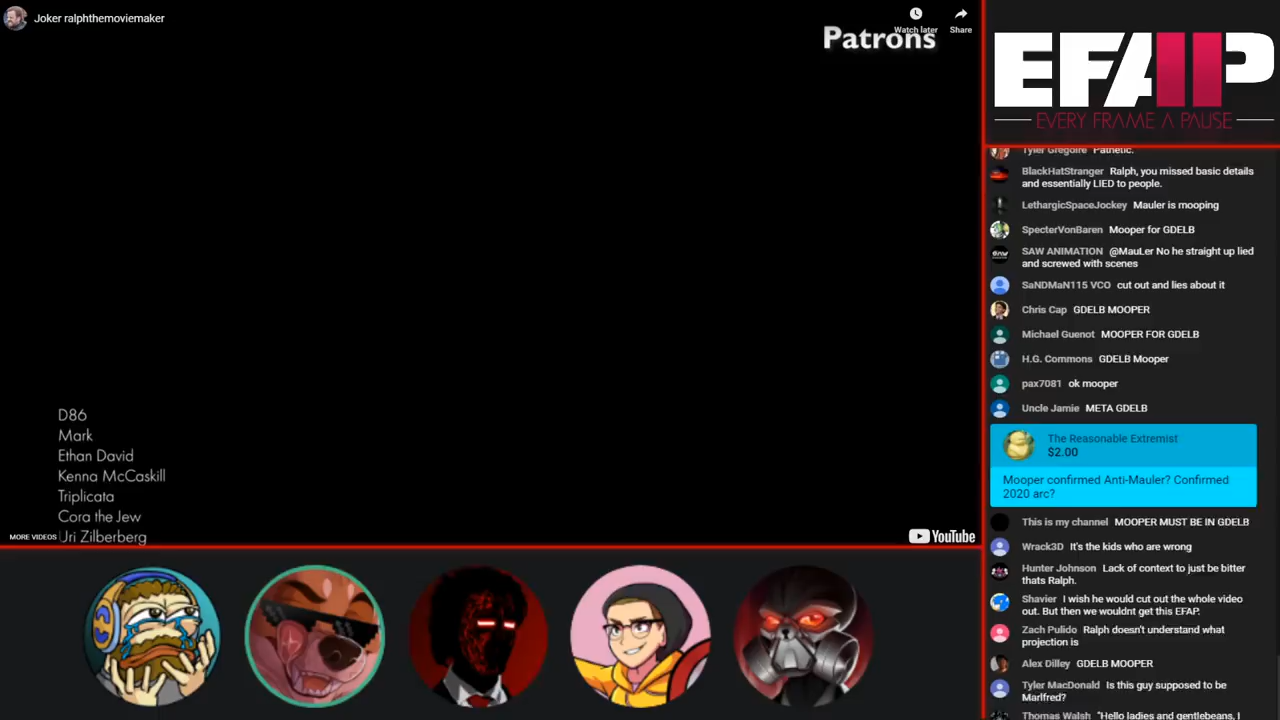 Joker ralphthemoviemaker
Watch later
Share
Patrons
D86
Mark
Ethan David
Kenna McCaskill
Triplicata
Cora the Jew
Uri Zilberberg
MORE VIDEOS
YouTube
EFAP
EVERY FRAME A PAUSE
Tyler Gregoire Pathetic.
BlackHatStranger Ralph, you missed basic details
and essentially LIED to people.
LethargicSpaceJockey Mauler is mooping
SpecterVonBaren Mooper for GDELB
SAW ANIMATION @MauLer No he straight up lied
and screwed with scenes
SaNDMaN115 VCO cut out and lies about it
Chris Cap GDELB MOOPER
Michael Guenot MOOPER FOR GDELB
H.G. Commons GDELB Mooper
pax7081 ok mooper
Uncle Jamie META GDELB
The Reasonable Extremist
$2.00
Mooper confirmed Anti-Mauler? Confirmed
2020 arc?
This is my channel MOOPER MUST BE IN GDELB
Wrack3D It's the kids who are wrong
Hunter Johnson Lack of context to just be bitter
thats Ralph.
Shavier I wish he would cut out the whole video
out. But then we wouldnt get this EFAP.
Zach Pulido Ralph doesn't understand what
projection is
Alex Dilley GDELB MOOPER
Tyler MacDonald Is this guy supposed to be
Marlfred?
Thomas Walsh "Hello ladies and gentlebeans, I